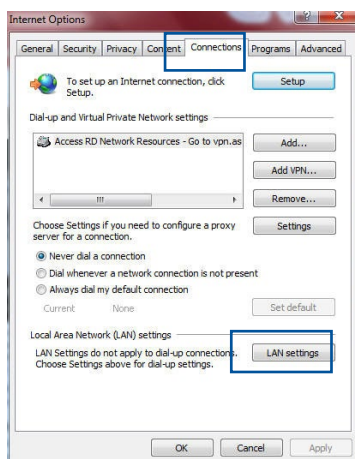 Internet Options
General Security Privacy Content Connections Programs Advanced
To set up an Internet connection, click
Setup.
Setup
Dial-up and Virtual Private Network settings
Access RD Network Resources - Go to vpn.as
Add...
Add VPN...
Remove...
Choose Settings if you need to configure a proxy
server for a connection.
Settings
Never dial a connection
Dial whenever a network connection is not present
Always dial my default connection
Current None
Set default
Local Area Network (LAN) settings
LAN Settings do not apply to dial-up connections.
Choose Settings above for dial-up settings.
LAN settings
OK Cancel Apply